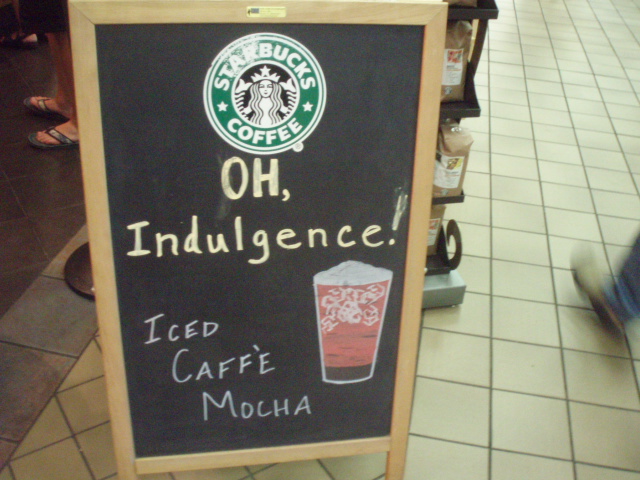 STARBUCKS
COFFEE
OH,
Indulgence!
ICED
CAFFÈ
MOCHA